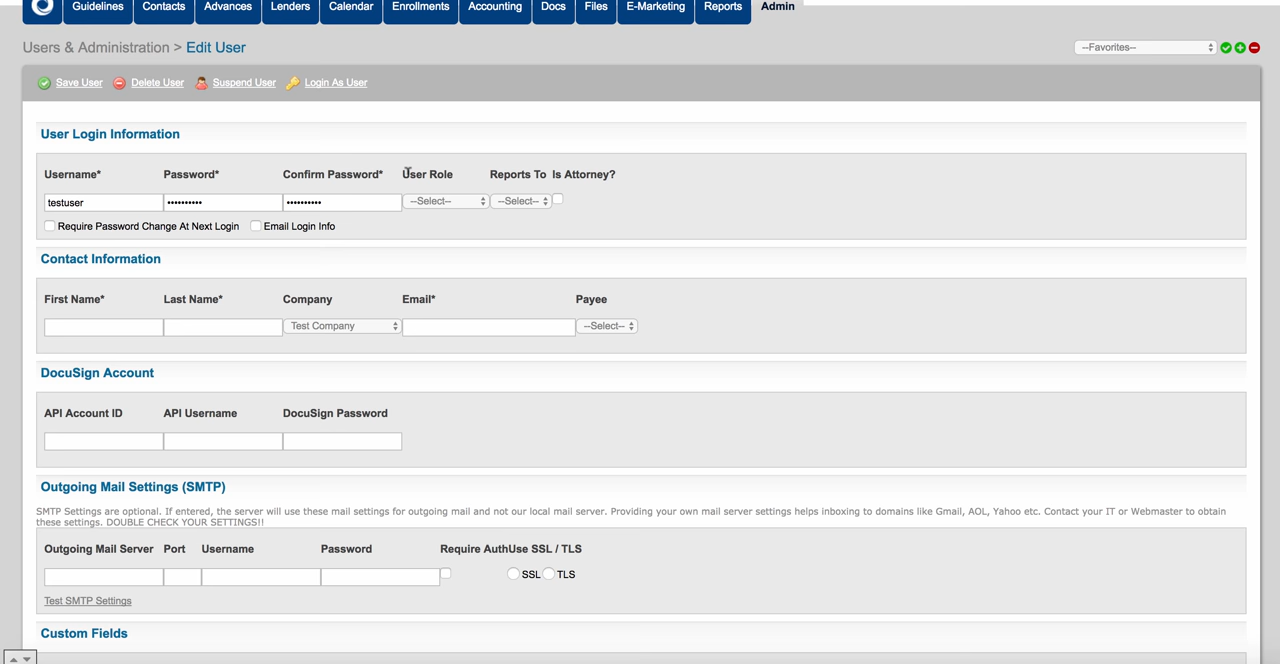 Guidelines Contacts Advances Lenders Calendar Enrollments Accounting Docs Files E-Marketing Reports Admin
Users & Administration > Edit User
--Favorites--
Save User Delete User Suspend User Login As User
User Login Information
Username* Password* Confirm Password* User Role Reports To Is Attorney?
testuser •••••••••• •••••••••• --Select-- --Select--
Require Password Change At Next Login Email Login Info
Contact Information
First Name* Last Name* Company Email* Payee
Test Company --Select--
DocuSign Account
API Account ID API Username DocuSign Password
Outgoing Mail Settings (SMTP)
SMTP Settings are optional. If entered, the server will use these mail settings for outgoing mail and not our local mail server. Providing your own mail server settings helps inboxing to domains like Gmail, AOL, Yahoo etc. Contact your IT or Webmaster to obtain
these settings. DOUBLE CHECK YOUR SETTINGS!!
Outgoing Mail Server Port Username Password Require AuthUse SSL / TLS
SSL TLS
Test SMTP Settings
Custom Fields